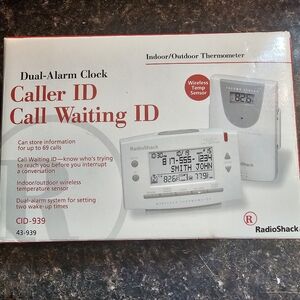 Indoor/Outdoor Thermometer
Dual-Alarm Clock
Caller ID
Call Waiting ID
Wireless
Temp
Sensor
Can store information
for up to 69 calls
Call Waiting ID—know who's trying
to reach you before you interrupt
a conversation
Indoor/outdoor wireless
temperature sensor
Dual-alarm system for setting
two wake-up times
CID-939
43-939
RadioShack
817-555-1234
SMITH JOHN
R
RadioShack